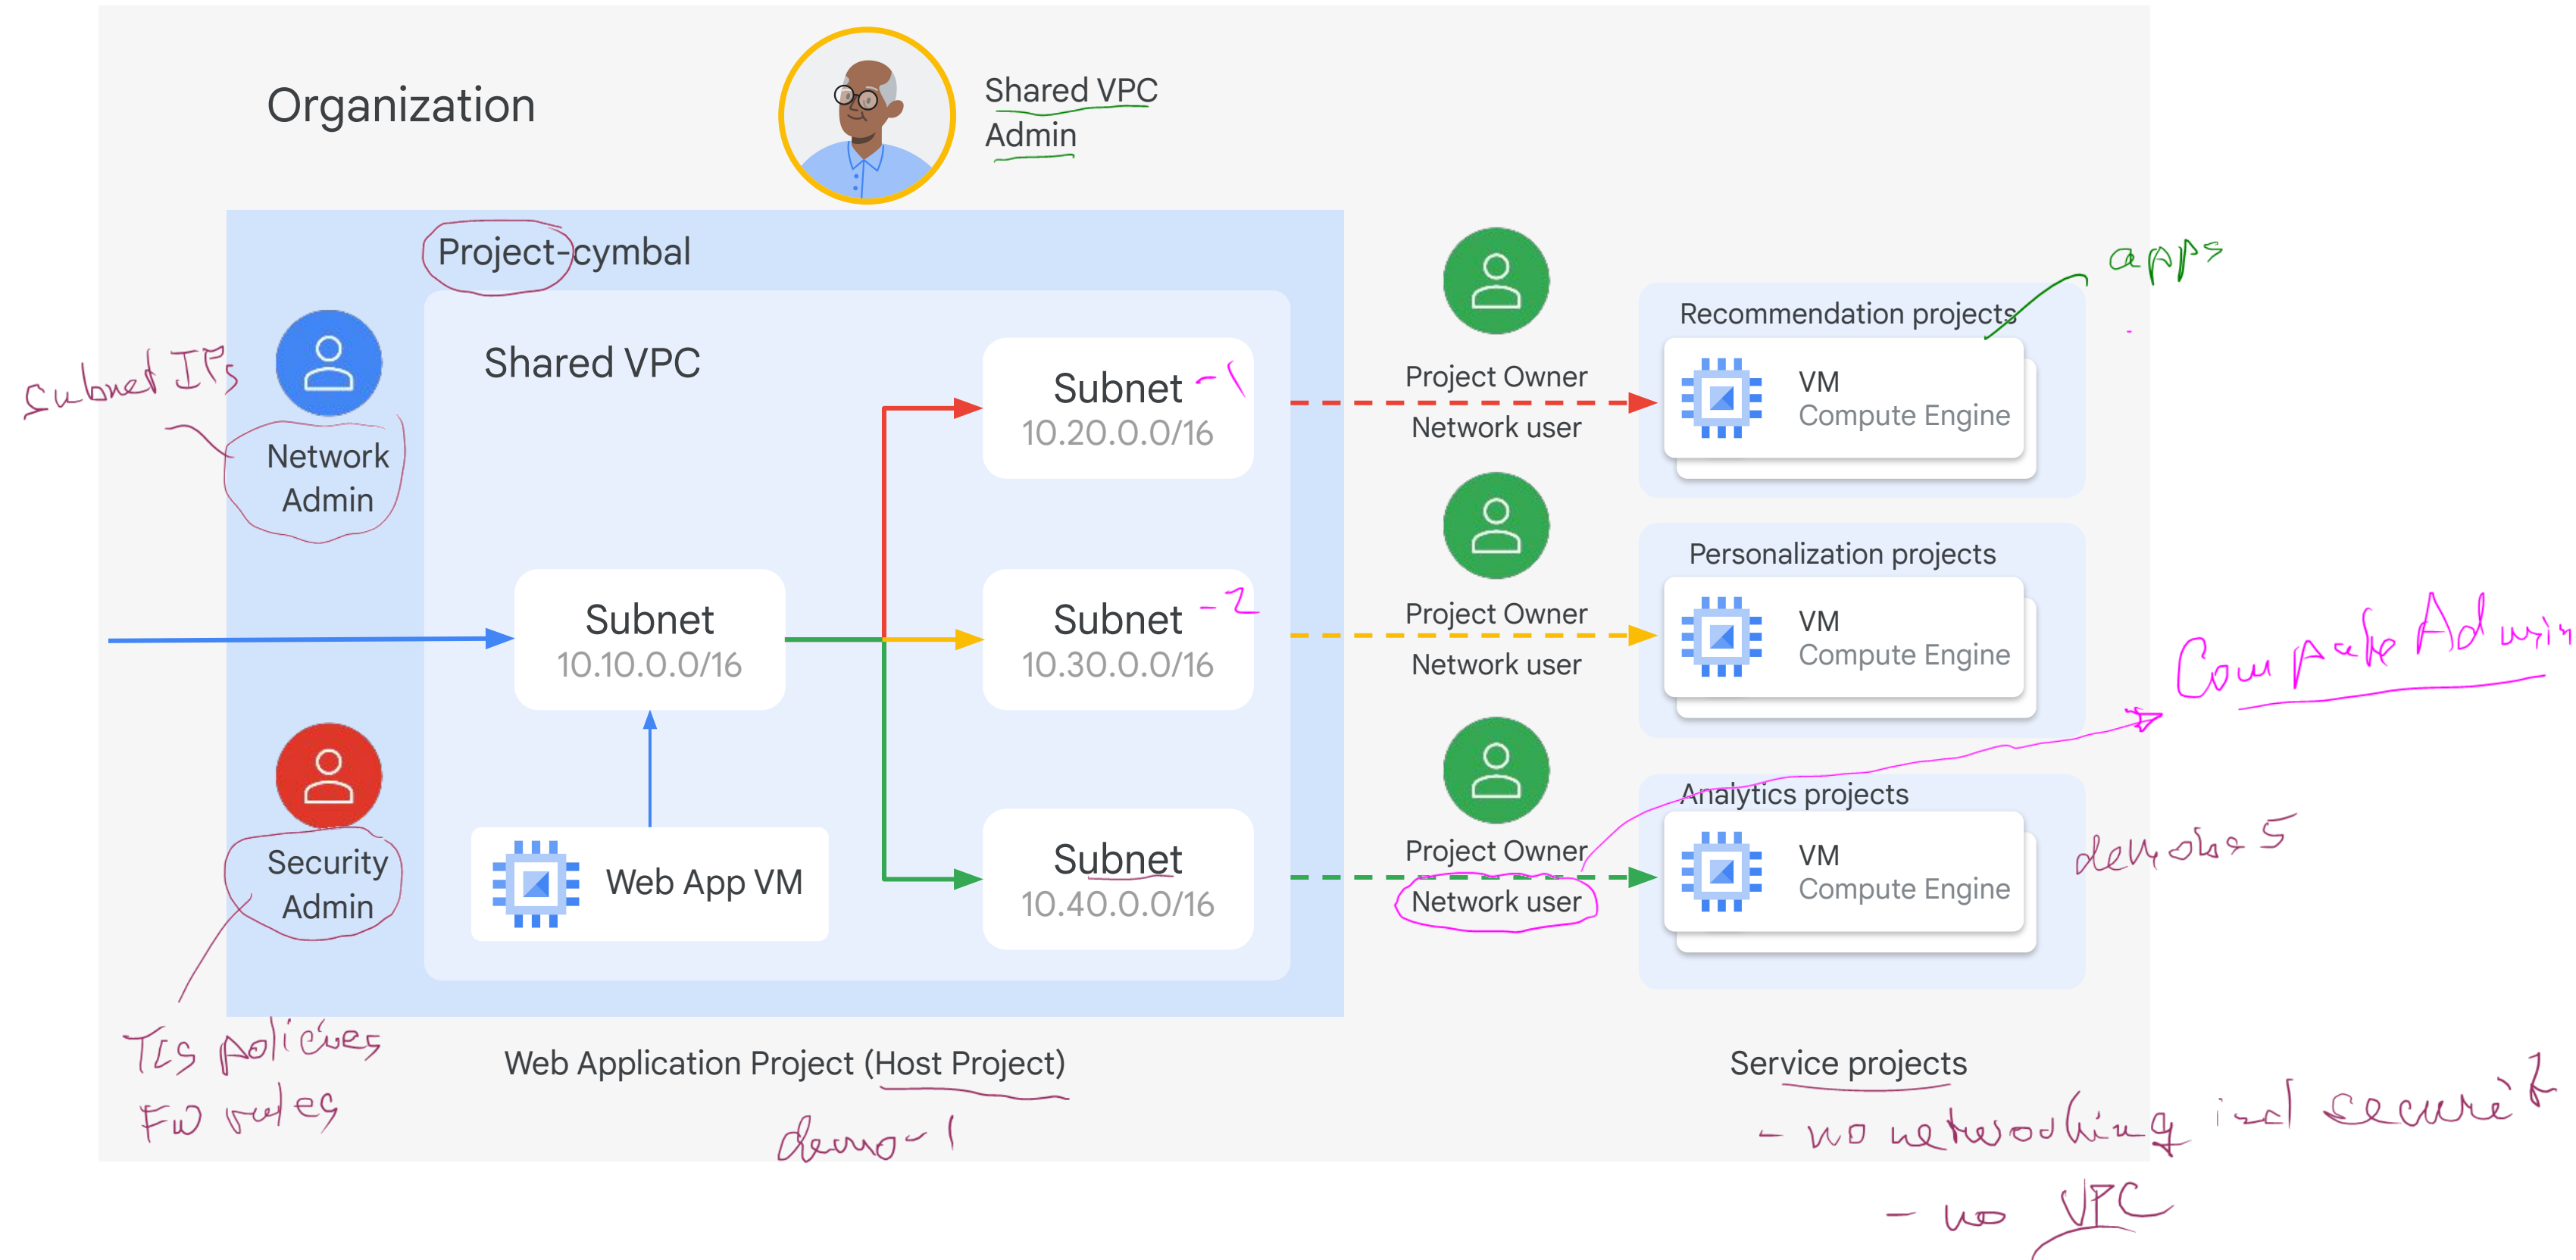 Organization
Shared VPC
Admin
Project-cymbal
apps
Recommendation projects
subnet IPs
Shared VPC
Subnet -1
10.20.0.0/16
Project Owner
Network user
VM
Compute Engine
Network
Admin
Personalization projects
Subnet
10.10.0.0/16
Subnet -2
10.30.0.0/16
Project Owner
Network user
VM
Compute Engine
Compute Admin
Analytics projects
Security
Admin
Web App VM
Subnet
10.40.0.0/16
Project Owner
Network user
VM
Compute Engine
TLS policies
FW rules
Web Application Project (Host Project)
demo-1
Service projects
- no networking security
- no VPC